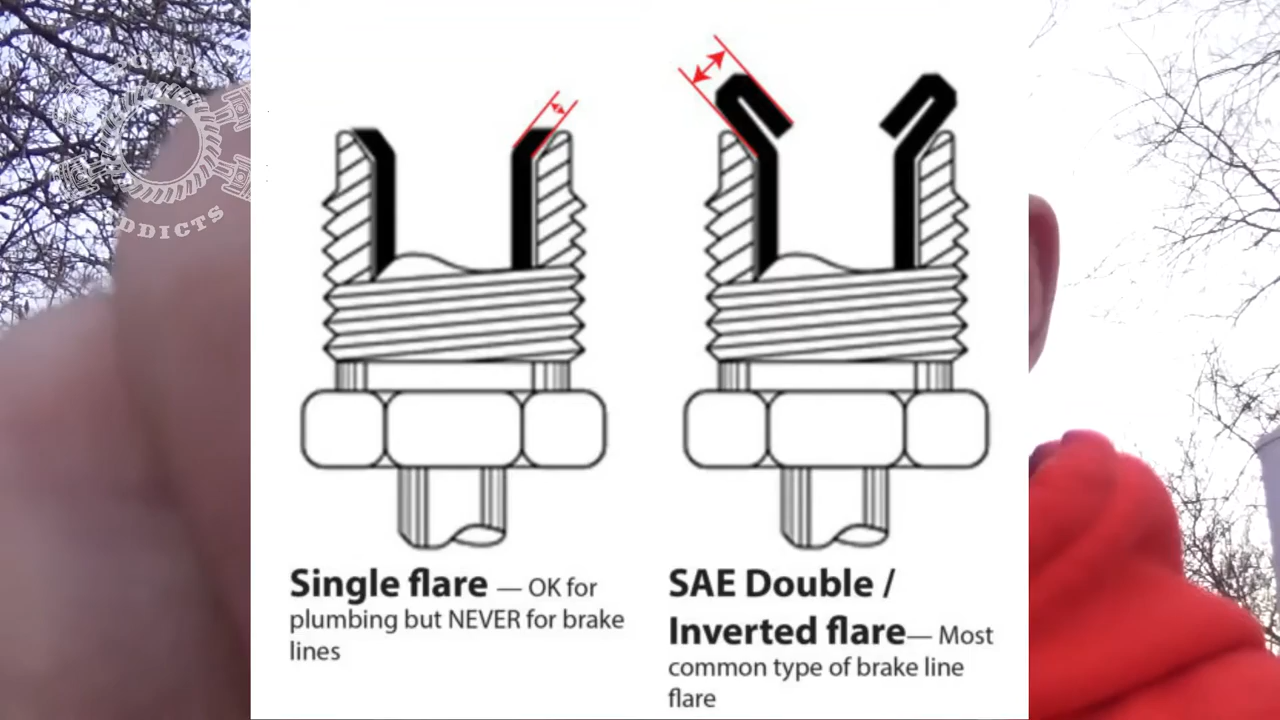 DDICTS
Single flare — OK for
plumbing but NEVER for brake
lines
SAE Double /
Inverted flare— Most
common type of brake line
flare